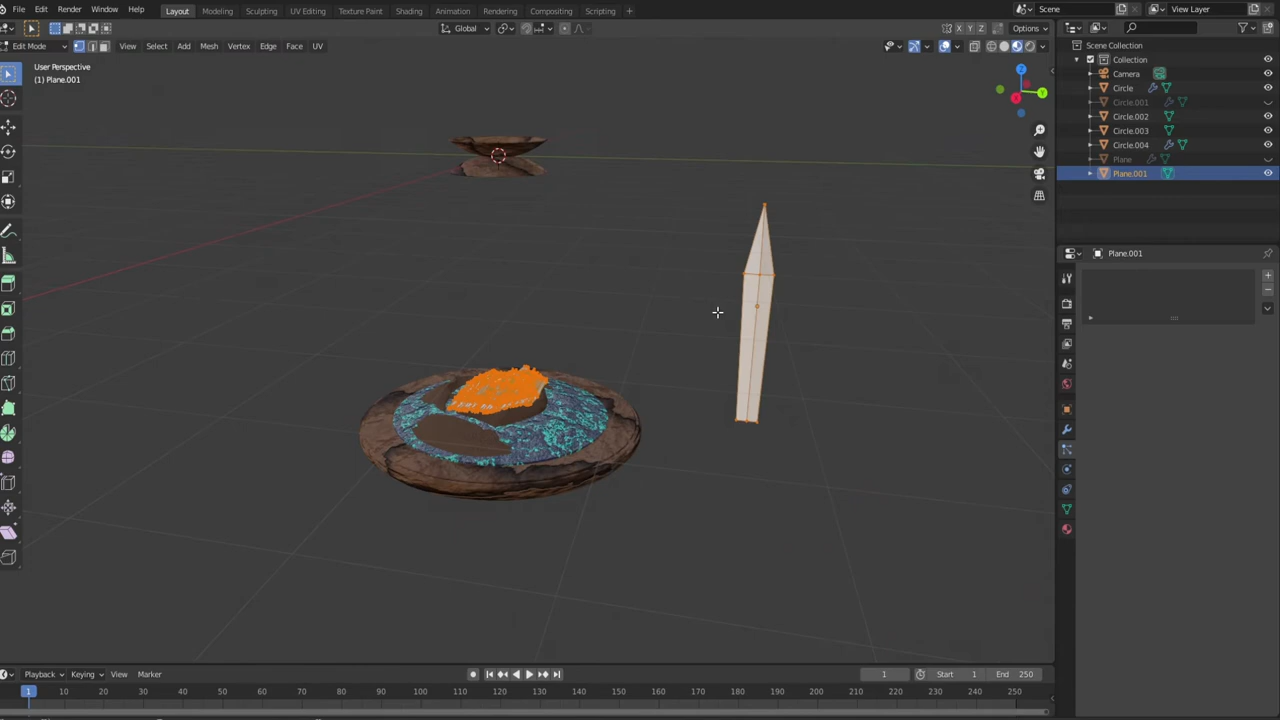 File Edit Render Window Help Layout Modeling Sculpting UV Editing Texture Paint Shading Animation Rendering Compositing Scripting + Scene View Layer
Global Options
Edit Mode View Select Add Mesh Vertex Edge Face UV X Y Z
User Perspective
(1) Plane.001
Scene Collection
Collection
Camera
Circle
Circle.001
Circle.002
Circle.003
Circle.004
Plane
Plane.001
Z
Y
X
Plane.001
Playback Keying View Marker 1 Start 1 End 250
1 10 20 30 40 50 60 70 80 90 100 110 120 130 140 150 160 170 180 190 200 210 220 230 240 250